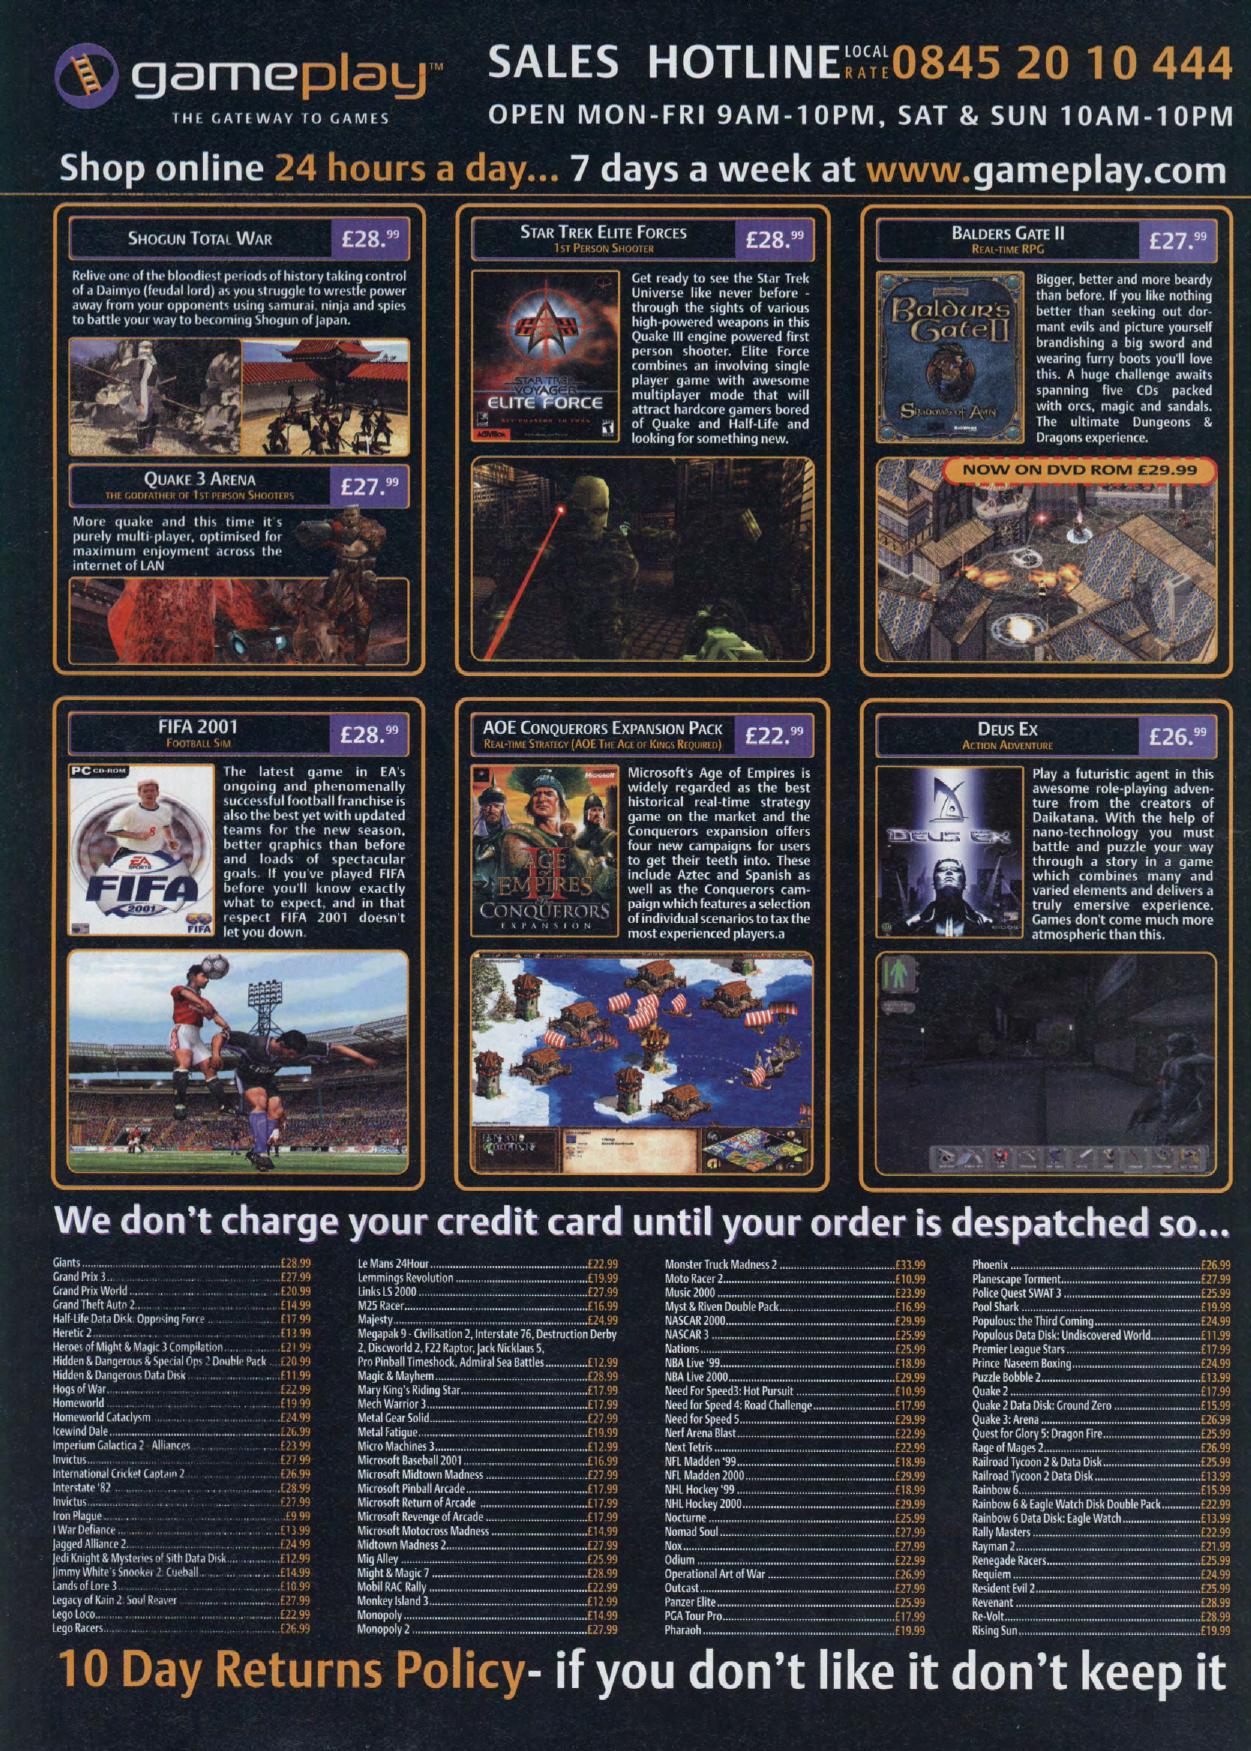 gameplay™
THE GATEWAY TO GAMES
SALES HOTLINE LOCAL RATE 0845 20 10 444
OPEN MON-FRI 9AM-10PM, SAT & SUN 10AM-10PM
Shop online 24 hours a day... 7 days a week at www.gameplay.com
SHOGUN TOTAL WAR
£28.99
Relive one of the bloodiest periods of history taking control
of a Daimyo (feudal lord) as you struggle to wrestle power
away from your opponents using samurai, ninja and spies
to battle your way to becoming Shogun of Japan.
QUAKE 3 ARENA
THE GODFATHER OF 1ST PERSON SHOOTERS
£27.99
More quake and this time it's
purely multi-player, optimised for
maximum enjoyment across the
internet of LAN
STAR TREK ELITE FORCES
1ST PERSON SHOOTER
£28.99
STAR TREK
VOYAGER
ELITE FORCE
ACTIVISION
Get ready to see the Star Trek
Universe like never before -
through the sights of various
high-powered weapons in this
Quake III engine powered first
person shooter. Elite Force
combines an involving single
player game with awesome
multiplayer mode that will
attract hardcore gamers bored
of Quake and Half-Life and
looking for something new.
BALDERS GATE II
REAL-TIME RPG
£27.99
Baldur's
Gate II
SHADOWS OF AMN
Bigger, better and more beardy
than before. If you like nothing
better than seeking out dor-
mant evils and picture yourself
brandishing a big sword and
wearing furry boots you'll love
this. A huge challenge awaits
spanning five CDs packed
with orcs, magic and sandals.
The ultimate Dungeons &
Dragons experience.
NOW ON DVD ROM £29.99
FIFA 2001
FOOTBALL SIM
£28.99
PC CD-ROM
EA
SPORTS
FIFA
2001
FIFA
The latest game in EA's
ongoing and phenomenally
successful football franchise is
also the best yet with updated
teams for the new season,
better graphics than before
and loads of spectacular
goals. If you've played FIFA
before you'll know exactly
what to expect, and in that
respect FIFA 2001 doesn't
let you down.
AOE CONQUERORS EXPANSION PACK
REAL-TIME STRATEGY (AOE THE AGE OF KINGS REQUIRED)
£22.99
Microsoft
AGE OF
EMPIRES
II
The
CONQUERORS
EXPANSION
Microsoft's Age of Empires is
widely regarded as the best
historical real-time strategy
game on the market and the
Conquerors expansion offers
four new campaigns for users
to get their teeth into. These
include Aztec and Spanish as
well as the Conquerors cam-
paign which features a selection
of individual scenarios to tax the
most experienced players.a
DEUS EX
ACTION ADVENTURE
£26.99
DEUS EX
Play a futuristic agent in this
awesome role-playing adven-
ture from the creators of
Daikatana. With the help of
nano-technology you must
battle and puzzle your way
through a story in a game
which combines many and
varied elements and delivers a
truly emersive experience.
Games don't come much more
atmospheric than this.
We don't charge your credit card until your order is despatched so...
Giants £28.99
Grand Prix 3 £27.99
Grand Prix World £20.99
Grand Theft Auto 2 £14.99
Half-Life Data Disk: Opposing Force £17.99
Heretic 2 £13.99
Heroes of Might & Magic 3 Compilation £21.99
Hidden & Dangerous & Special Ops 2 Double Pack £20.99
Hidden & Dangerous Data Disk £11.99
Hogs of War £22.99
Homeworld £19.99
Homeworld Cataclysm £24.99
Icewind Dale £26.99
Imperium Galactica 2 - Alliances £23.99
Invictus £27.99
International Cricket Captain 2 £26.99
Interstate '82 £28.99
Invictus £27.99
Iron Plague £9.99
I War Defiance £13.99
Jagged Alliance 2 £24.99
Jedi Knight & Mysteries of Sith Data Disk £12.99
Jimmy White's Snooker 2: Cueball £14.99
Lands of Lore 3 £10.99
Legacy of Kain 2: Soul Reaver £27.99
Lego Loco £22.99
Lego Racers £26.99
Le Mans 24Hour £22.99
Lemmings Revolution £19.99
Links LS 2000 £27.99
M25 Racer £16.99
Majesty £24.99
Megapak 9 - Civilisation 2, Interstate 76, Destruction Derby
2, Discworld 2, F22 Raptor, Jack Nicklaus 5,
Pro Pinball Timeshock, Admiral Sea Battles £12.99
Magic & Mayhem £28.99
Mary King's Riding Star £17.99
Mech Warrior 3 £17.99
Metal Gear Solid £27.99
Metal Fatigue £19.99
Micro Machines 3 £12.99
Microsoft Baseball 2001 £16.99
Microsoft Midtown Madness £27.99
Microsoft Pinball Arcade £17.99
Microsoft Return of Arcade £17.99
Microsoft Revenge of Arcade £17.99
Microsoft Motocross Madness £14.99
Midtown Madness 2 £27.99
Mig Alley £25.99
Might & Magic 7 £28.99
Mobil RAC Rally £22.99
Monkey Island 3 £12.99
Monopoly £14.99
Monopoly 2 £27.99
Monster Truck Madness 2 £33.99
Moto Racer 2 £10.99
Music 2000 £23.99
Myst & Riven Double Pack £16.99
NASCAR 2000 £29.99
NASCAR 3 £25.99
Nations £25.99
NBA Live '99 £18.99
NBA Live 2000 £29.99
Need For Speed3: Hot Pursuit £10.99
Need for Speed 4: Road Challenge £17.99
Need for Speed 5 £29.99
Nerf Arena Blast £22.99
Next Tetris £22.99
NFL Madden '99 £18.99
NFL Madden 2000 £29.99
NHL Hockey '99 £18.99
NHL Hockey 2000 £29.99
Nocturne £25.99
Nomad Soul £27.99
Nox £27.99
Odium £22.99
Operational Art of War £26.99
Outcast £27.99
Panzer Elite £25.99
PGA Tour Pro £17.99
Pharaoh £19.99
Phoenix £26.99
Planescape Torment £27.99
Police Quest SWAT 3 £25.99
Pool Shark £19.99
Populous: the Third Coming £24.99
Populous Data Disk: Undiscovered World £11.99
Premier League Stars £17.99
Prince Naseem Boxing £24.99
Puzzle Bobble 2 £13.99
Quake 2 £17.99
Quake 2 Data Disk: Ground Zero £15.99
Quake 3: Arena £26.99
Quest for Glory 5: Dragon Fire £25.99
Rage of Mages 2 £26.99
Railroad Tycoon 2 & Data Disk £25.99
Railroad Tycoon 2 Data Disk £13.99
Rainbow 6 £15.99
Rainbow 6 & Eagle Watch Disk Double Pack £22.99
Rainbow 6 Data Disk: Eagle Watch £13.99
Rally Masters £22.99
Rayman 2 £21.99
Renegade Racers £25.99
Requiem £24.99
Resident Evil 2 £25.99
Revenant £28.99
Re-Volt £28.99
Rising Sun £19.99
10 Day Returns Policy- if you don't like it don't keep it